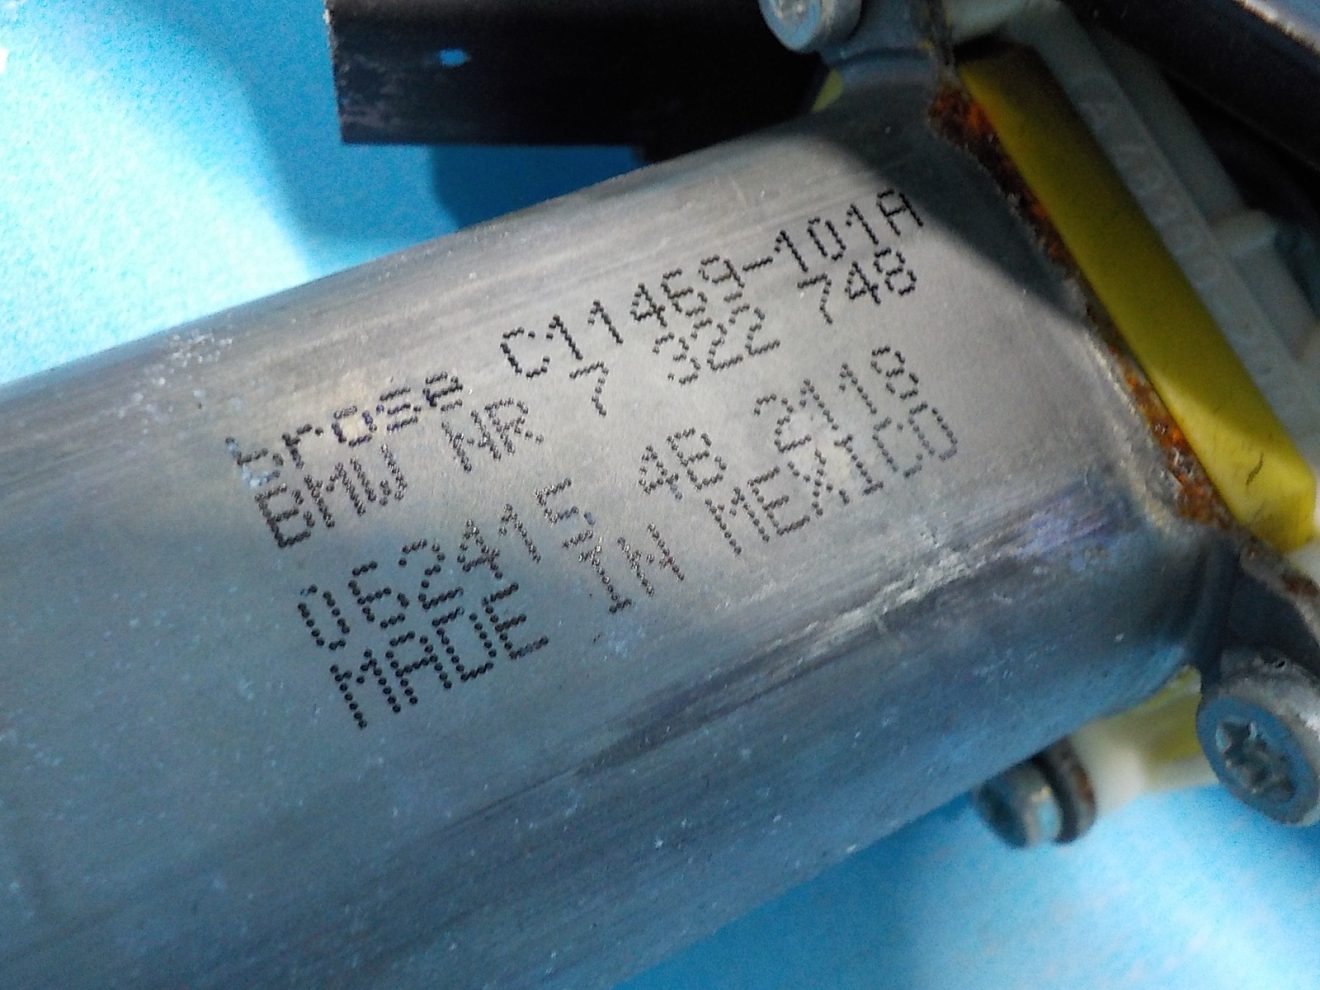 brose C11469-101A
BMW NR 7 322 748
062415 4B 2118
MADE IN MEXICO